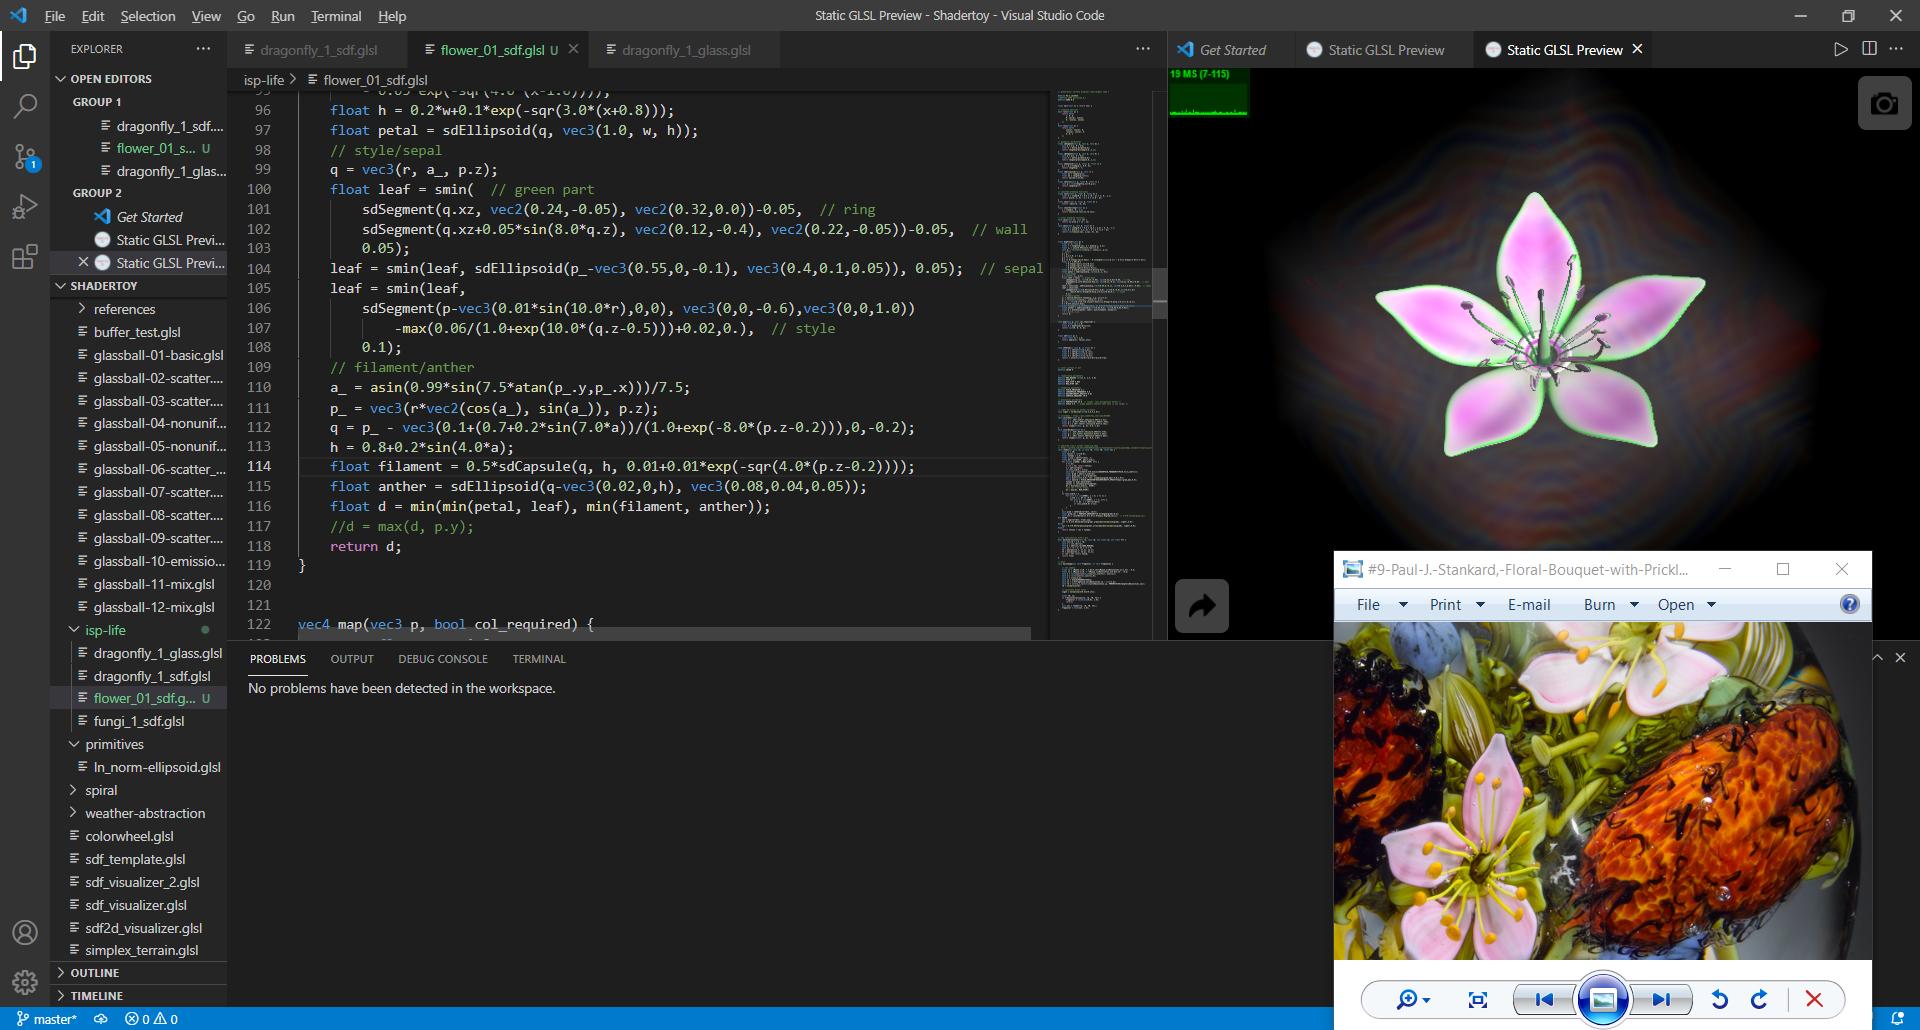 File Edit Selection View Go Run Terminal Help
Static GLSL Preview - Shadertoy - Visual Studio Code
EXPLORER
OPEN EDITORS
GROUP 1
dragonfly_1_sdf....
flower_01_s... U
dragonfly_1_glas...
GROUP 2
Get Started
Static GLSL Previ...
Static GLSL Previ...
SHADERTOY
references
buffer_test.glsl
glassball-01-basic.glsl
glassball-02-scatter....
glassball-03-scatter....
glassball-04-nonunif...
glassball-05-nonunif...
glassball-06-scatter_...
glassball-07-scatter....
glassball-08-scatter....
glassball-09-scatter....
glassball-10-emissio...
glassball-11-mix.glsl
glassball-12-mix.glsl
isp-life
dragonfly_1_glass.glsl
dragonfly_1_sdf.glsl
flower_01_sdf.g... U
fungi_1_sdf.glsl
primitives
ln_norm-ellipsoid.glsl
spiral
weather-abstraction
colorwheel.glsl
sdf_template.glsl
sdf_visualizer_2.glsl
sdf_visualizer.glsl
sdf2d_visualizer.glsl
simplex_terrain.glsl
OUTLINE
TIMELINE
dragonfly_1_sdf.glsl
flower_01_sdf.glsl U
dragonfly_1_glass.glsl
isp-life > flower_01_sdf.glsl
96 float h = 0.2*w+0.1*exp(-sqr(3.0*(x+0.8)));
97 float petal = sdEllipsoid(q, vec3(1.0, w, h));
98 // style/sepal
99 q = vec3(r, a_, p.z);
100 float leaf = smin(  // green part
101 sdSegment(q.xz, vec2(0.24,-0.05), vec2(0.32,0.0))-0.05,  // ring
102 sdSegment(q.xz+0.05*sin(8.0*q.z), vec2(0.12,-0.4), vec2(0.22,-0.05))-0.05,  // wall
103 0.05);
104 leaf = smin(leaf, sdEllipsoid(p_-vec3(0.55,0,-0.1), vec3(0.4,0.1,0.05)), 0.05);  // sepal
105 leaf = smin(leaf,
106 sdSegment(p-vec3(0.01*sin(10.0*r),0,0), vec3(0,0,-0.6),vec3(0,0,1.0))
107 -max(0.06/(1.0+exp(10.0*(q.z-0.5)))+0.02,0.),  // style
108 0.1);
109 // filament/anther
110 a_ = asin(0.99*sin(7.5*atan(p_.y,p_.x)))/7.5;
111 p_ = vec3(r*vec2(cos(a_), sin(a_)), p.z);
112 q = p_ - vec3(0.1+(0.7+0.2*sin(7.0*a))/(1.0+exp(-8.0*(p.z-0.2))),0,-0.2);
113 h = 0.8+0.2*sin(4.0*a);
114 float filament = 0.5*sdCapsule(q, h, 0.01+0.01*exp(-sqr(4.0*(p.z-0.2))));
115 float anther = sdEllipsoid(q-vec3(0.02,0,h), vec3(0.08,0.04,0.05));
116 float d = min(min(petal, leaf), min(filament, anther));
117 //d = max(d, p.y);
118 return d;
119 }
120
121
122 vec4 map(vec3 p, bool col_required) {
PROBLEMS OUTPUT DEBUG CONSOLE TERMINAL
No problems have been detected in the workspace.
Get Started
Static GLSL Preview
Static GLSL Preview
19 MS (7-115)
#9-Paul-J.-Stankard,-Floral-Bouquet-with-Prickl...
File Print E-mail Burn Open
master* 0 0
1